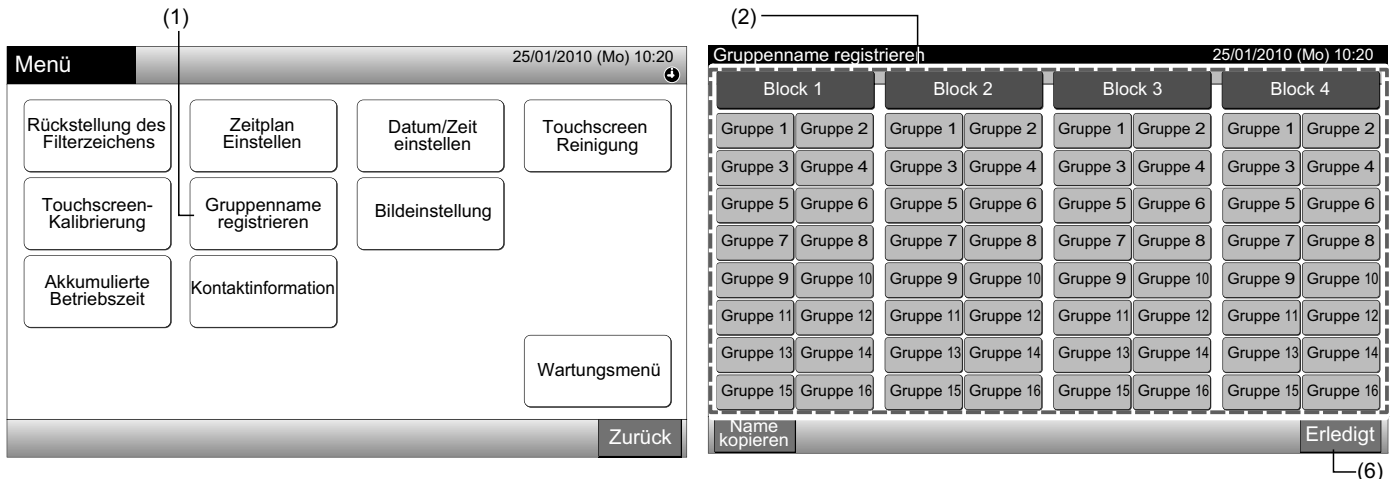 (1)
Menü
25/01/2010 (Mo) 10:20
Rückstellung des
Filterzeichens
Zeitplan
Einstellen
Datum/Zeit
einstellen
Touchscreen
Reinigung
Touchscreen-
Kalibrierung
Gruppenname
registrieren
Bildeinstellung
Akkumulierte
Betriebszeit
Kontaktinformation
Wartungsmenü
Zurück
(2)
Gruppenname registrieren
25/01/2010 (Mo) 10:20
Block 1 Block 2 Block 3 Block 4
Gruppe 1 Gruppe 2 Gruppe 1 Gruppe 2 Gruppe 1 Gruppe 2 Gruppe 1 Gruppe 2
Gruppe 3 Gruppe 4 Gruppe 3 Gruppe 4 Gruppe 3 Gruppe 4 Gruppe 3 Gruppe 4
Gruppe 5 Gruppe 6 Gruppe 5 Gruppe 6 Gruppe 5 Gruppe 6 Gruppe 5 Gruppe 6
Gruppe 7 Gruppe 8 Gruppe 7 Gruppe 8 Gruppe 7 Gruppe 8 Gruppe 7 Gruppe 8
Gruppe 9 Gruppe 10 Gruppe 9 Gruppe 10 Gruppe 9 Gruppe 10 Gruppe 9 Gruppe 10
Gruppe 11 Gruppe 12 Gruppe 11 Gruppe 12 Gruppe 11 Gruppe 12 Gruppe 11 Gruppe 12
Gruppe 13 Gruppe 14 Gruppe 13 Gruppe 14 Gruppe 13 Gruppe 14 Gruppe 13 Gruppe 14
Gruppe 15 Gruppe 16 Gruppe 15 Gruppe 16 Gruppe 15 Gruppe 16 Gruppe 15 Gruppe 16
Name
kopieren
Erledigt
(6)